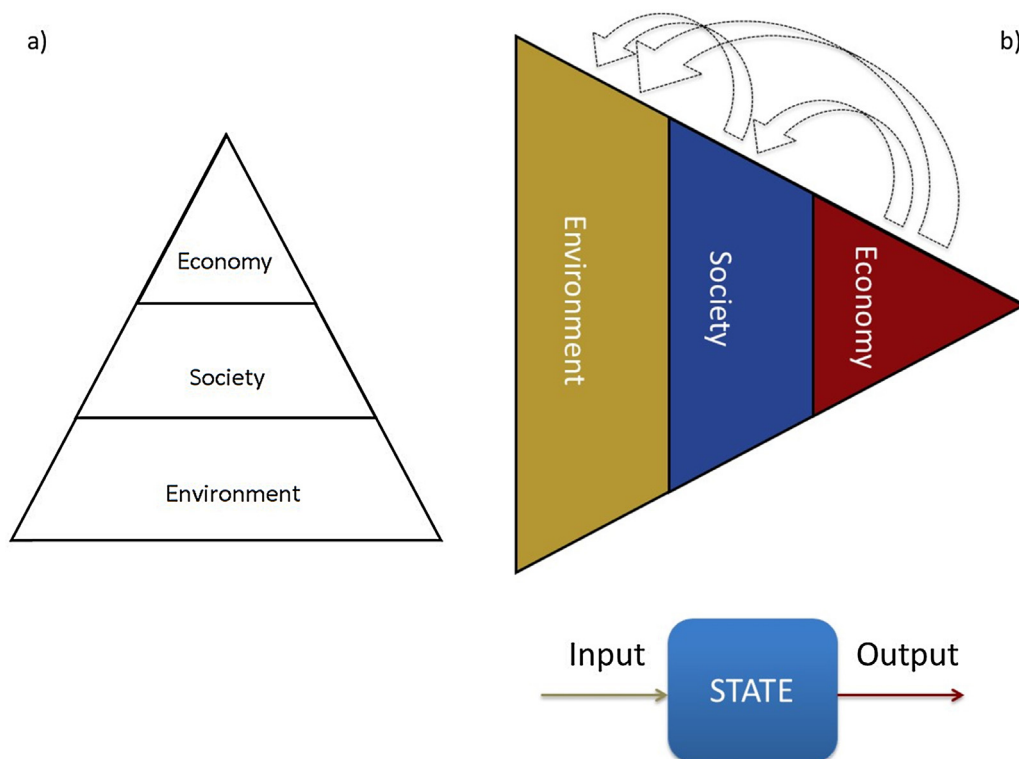 a)
Economy
Society
Environment
b)
Environment
Society
Economy
Input
STATE
Output